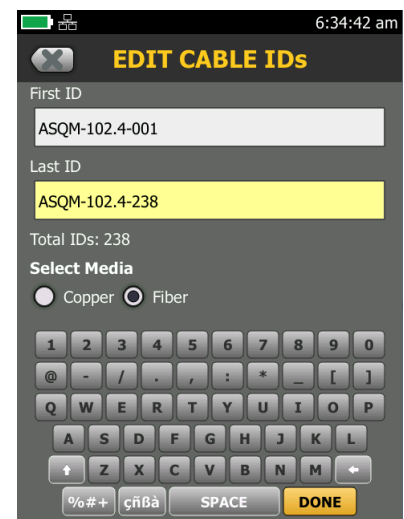 6:34:42 am
EDIT CABLE IDs
First ID
ASQM-102.4-001
Last ID
ASQM-102.4-238
Total IDs: 238
Select Media
Copper Fiber
1 2 3 4 5 6 7 8 9 0
@ - / . , : * _ [ ]
Q W E R T Y U I O P
A S D F G H J K L
Z X C V B N M
%#+ çñßà SPACE DONE